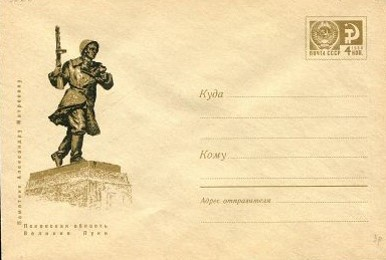 Памятник Александру Матросову
Псковская область
Великие Луки
ПОЧТА СССР
4
КОП.
Куда
Кому
Адрес отправителя